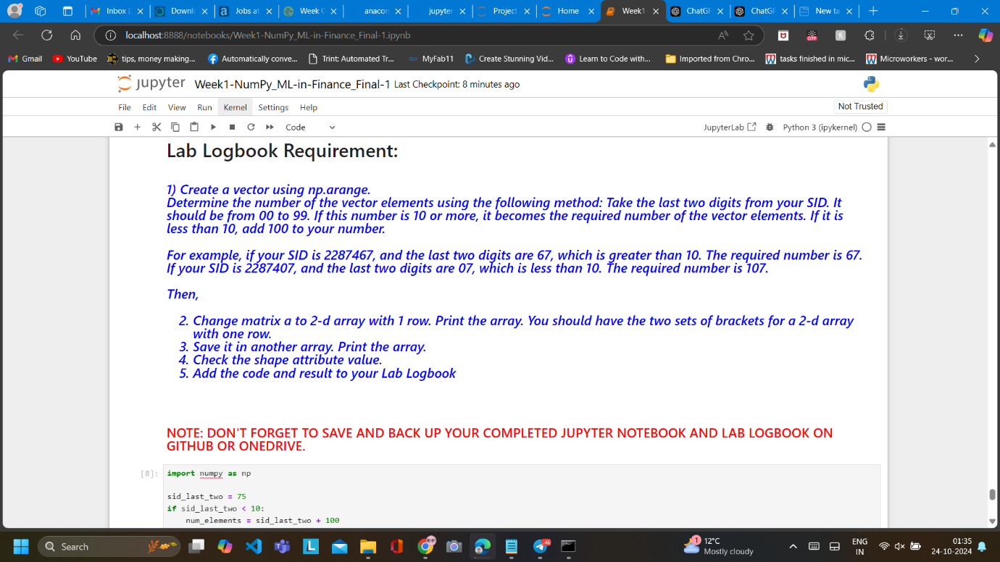 Inbox (
Downl
Jobs at
Week
anacon
jupyter
Project
Home
Week1-
ChatGF
ChatGF
New ta
localhost:8888/notebooks/Week1-NumPy_ML-in-Finance_Final-1.ipynb
Gmail
YouTube
tips, money making...
Automatically conve...
Trint: Automated Tr...
MyFab11
Create Stunning Vid...
Learn to Code with...
Imported from Chro...
tasks finished in mic...
Microworkers - wor...
jupyter Week1-NumPy_ML-in-Finance_Final-1 Last Checkpoint: 8 minutes ago
File Edit View Run Kernel Settings Help
Not Trusted
Code
JupyterLab
Python 3 (ipykernel)
Lab Logbook Requirement:
1) Create a vector using np.arange.
Determine the number of the vector elements using the following method: Take the last two digits from your SID. It
should be from 00 to 99. If this number is 10 or more, it becomes the required number of the vector elements. If it is
less than 10, add 100 to your number.
For example, if your SID is 2287467, and the last two digits are 67, which is greater than 10. The required number is 67.
If your SID is 2287407, and the last two digits are 07, which is less than 10. The required number is 107.
Then,
2. Change matrix a to 2-d array with 1 row. Print the array. You should have the two sets of brackets for a 2-d array
with one row.
3. Save it in another array. Print the array.
4. Check the shape attribute value.
5. Add the code and result to your Lab Logbook
NOTE: DON'T FORGET TO SAVE AND BACK UP YOUR COMPLETED JUPYTER NOTEBOOK AND LAB LOGBOOK ON
GITHUB OR ONEDRIVE.
[8]:
import numpy as np
sid_last_two = 75
if sid_last_two < 10:
num_elements = sid_last_two + 100
Search
46
1
12°C
Mostly cloudy
ENG
IN
01:35
24-10-2024